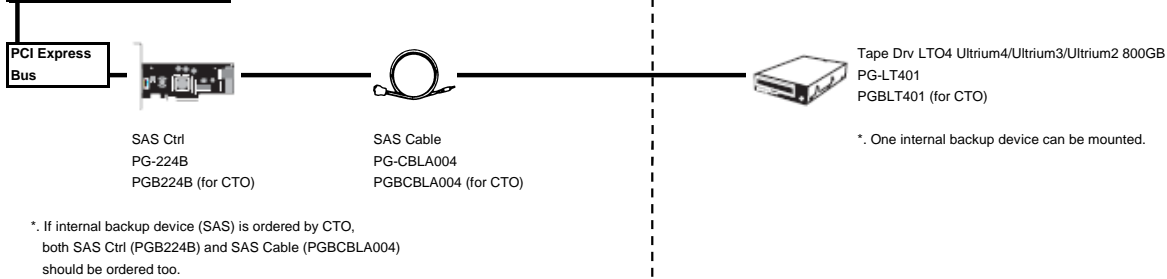 PCI Express
Bus
Tape Drv LTO4 Ultrium4/Ultrium3/Ultrium2 800GB
PG-LT401
PGBLT401 (for CTO)
*. One internal backup device can be mounted.
SAS Ctrl
PG-224B
PGB224B (for CTO)
SAS Cable
PG-CBLA004
PGBCBLA004 (for CTO)
*. If internal backup device (SAS) is ordered by CTO,
both SAS Ctrl (PGB224B) and SAS Cable (PGBCBLA004)
should be ordered too.